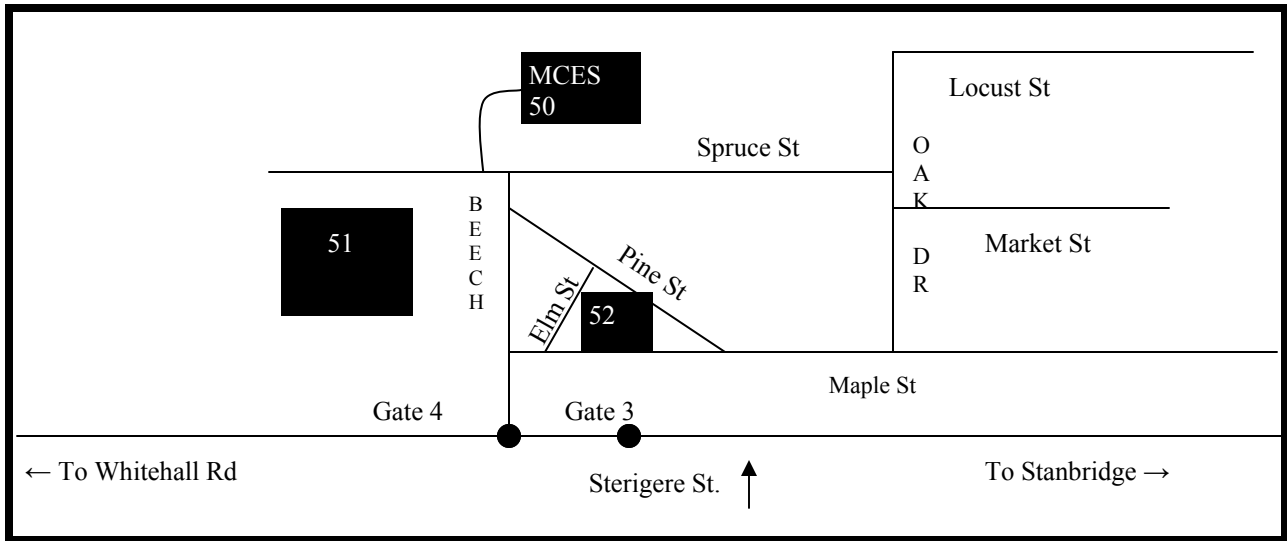 MCES
50
Locust St
Spruce St
O
A
K
D
R
B
E
E
C
H
51
Market St
Pine St
Elm St
52
Maple St
Gate 4
Gate 3
← To Whitehall Rd
Sterigere St.
To Stanbridge →